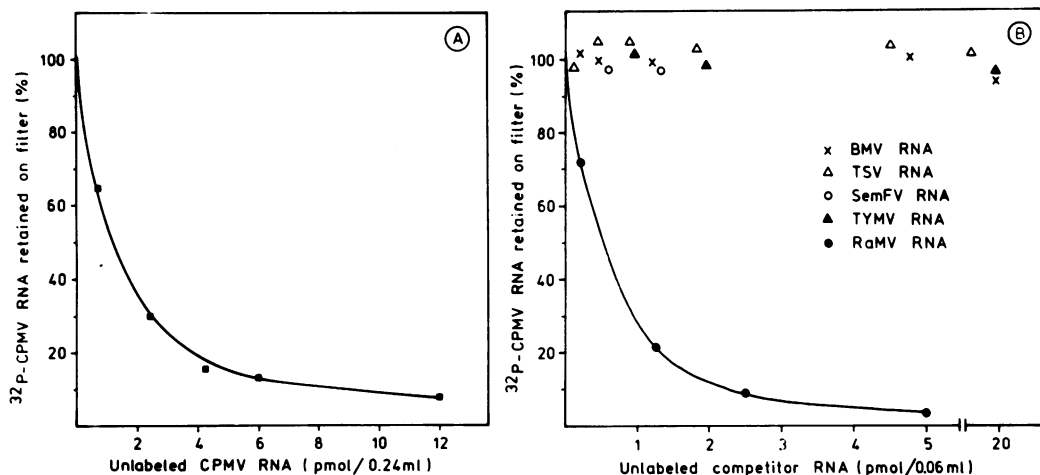 A
³²P-CPMV RNA retained on filter (%)
100
80
60
40
20
2
4
6
8
10
12
Unlabeled CPMV RNA (pmol/0.24ml)
B
³²P-CPMV RNA retained on filter (%)
100
80
60
40
20
× BMV RNA
△ TSV RNA
○ SemFV RNA
▲ TYMV RNA
● RaMV RNA
1
2
3
4
5
20
Unlabeled competitor RNA (pmol/0.06ml)